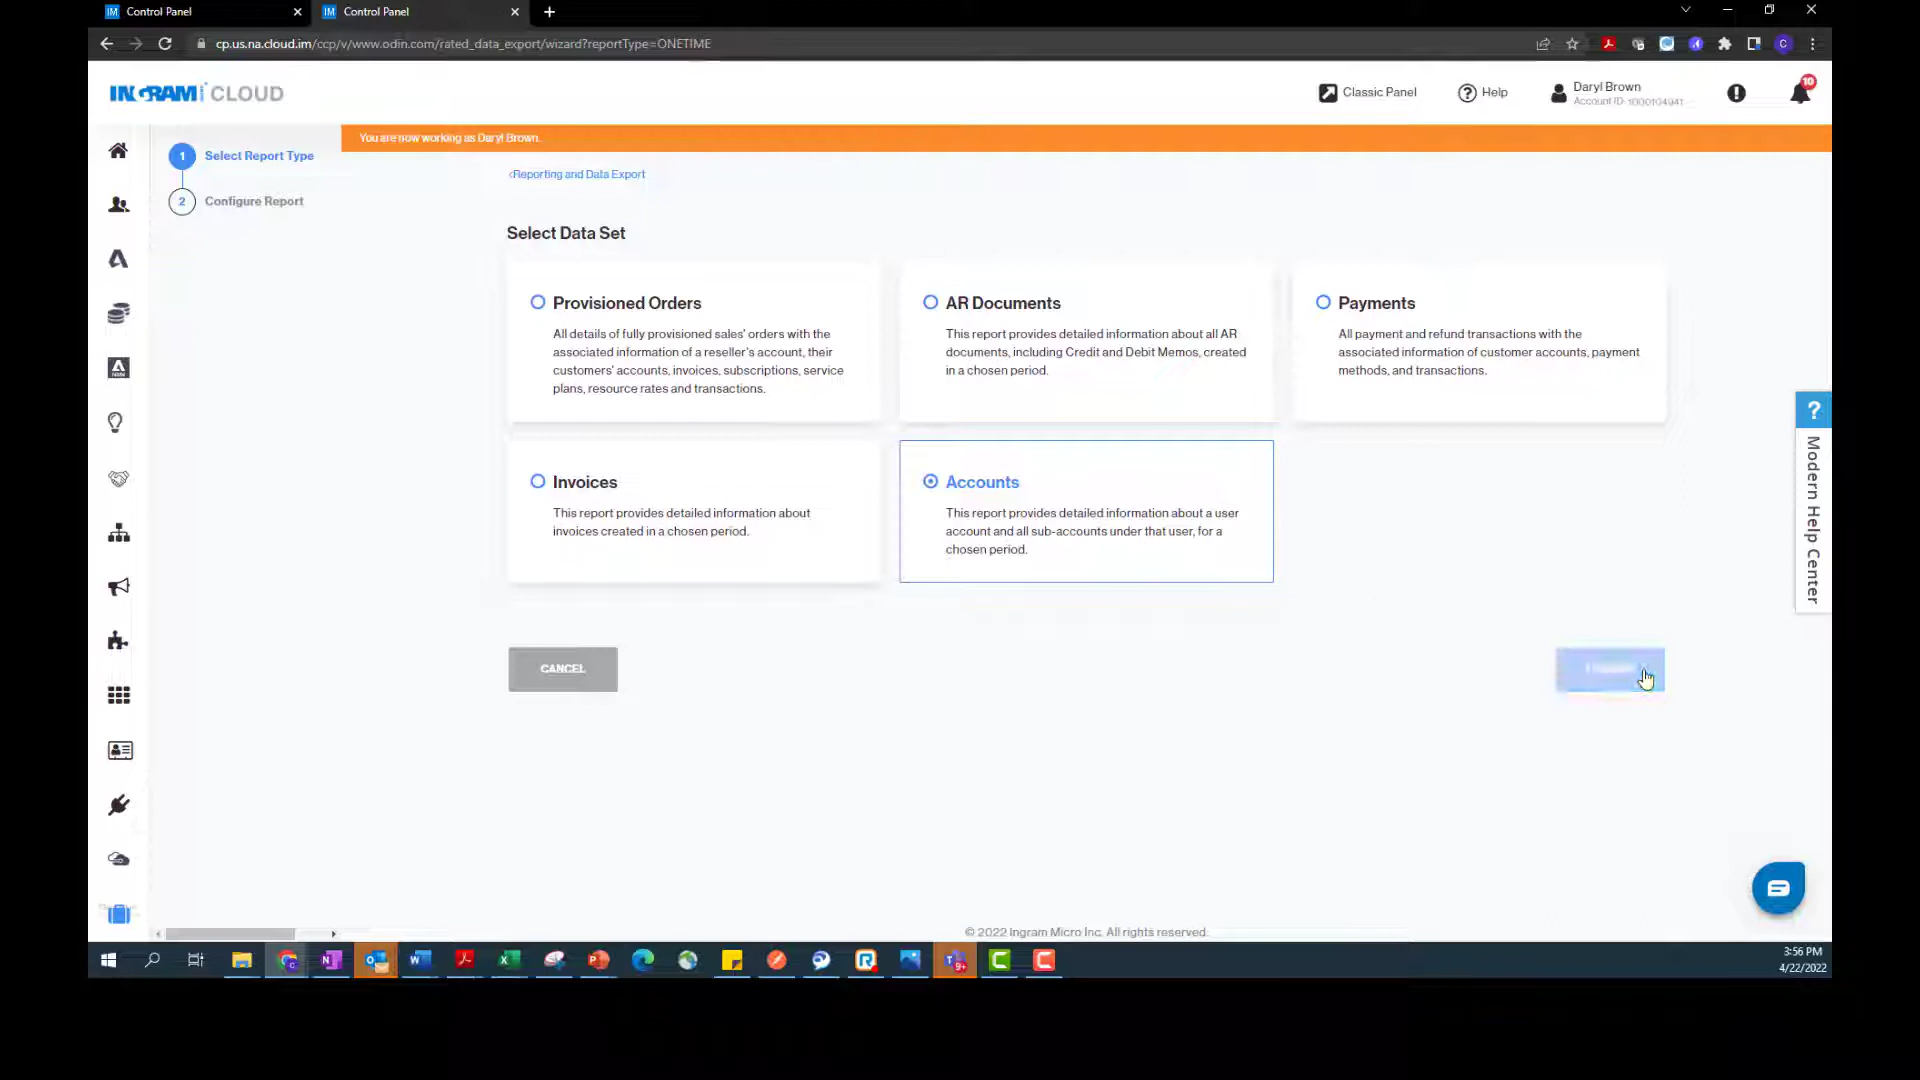 Control Panel
Control Panel
cp.us.na.cloud.im/ccp/v/www.odin.com/rated_data_export/wizard?reportType=ONETIME
INGRAM CLOUD
Classic Panel
Help
Daryl Brown
Account ID: 1000104941
10
You are now working as Daryl Brown.
1 Select Report Type
2 Configure Report
‹Reporting and Data Export
Select Data Set
Provisioned Orders
All details of fully provisioned sales' orders with the
associated information of a reseller's account, their
customers' accounts, invoices, subscriptions, service
plans, resource rates and transactions.
AR Documents
This report provides detailed information about all AR
documents, including Credit and Debit Memos, created
in a chosen period.
Payments
All payment and refund transactions with the
associated information of customer accounts, payment
methods, and transactions.
Invoices
This report provides detailed information about
invoices created in a chosen period.
Accounts
This report provides detailed information about a user
account and all sub-accounts under that user, for a
chosen period.
CANCEL
? Modern Help Center
© 2022 Ingram Micro Inc. All rights reserved.
3:56 PM
4/22/2022